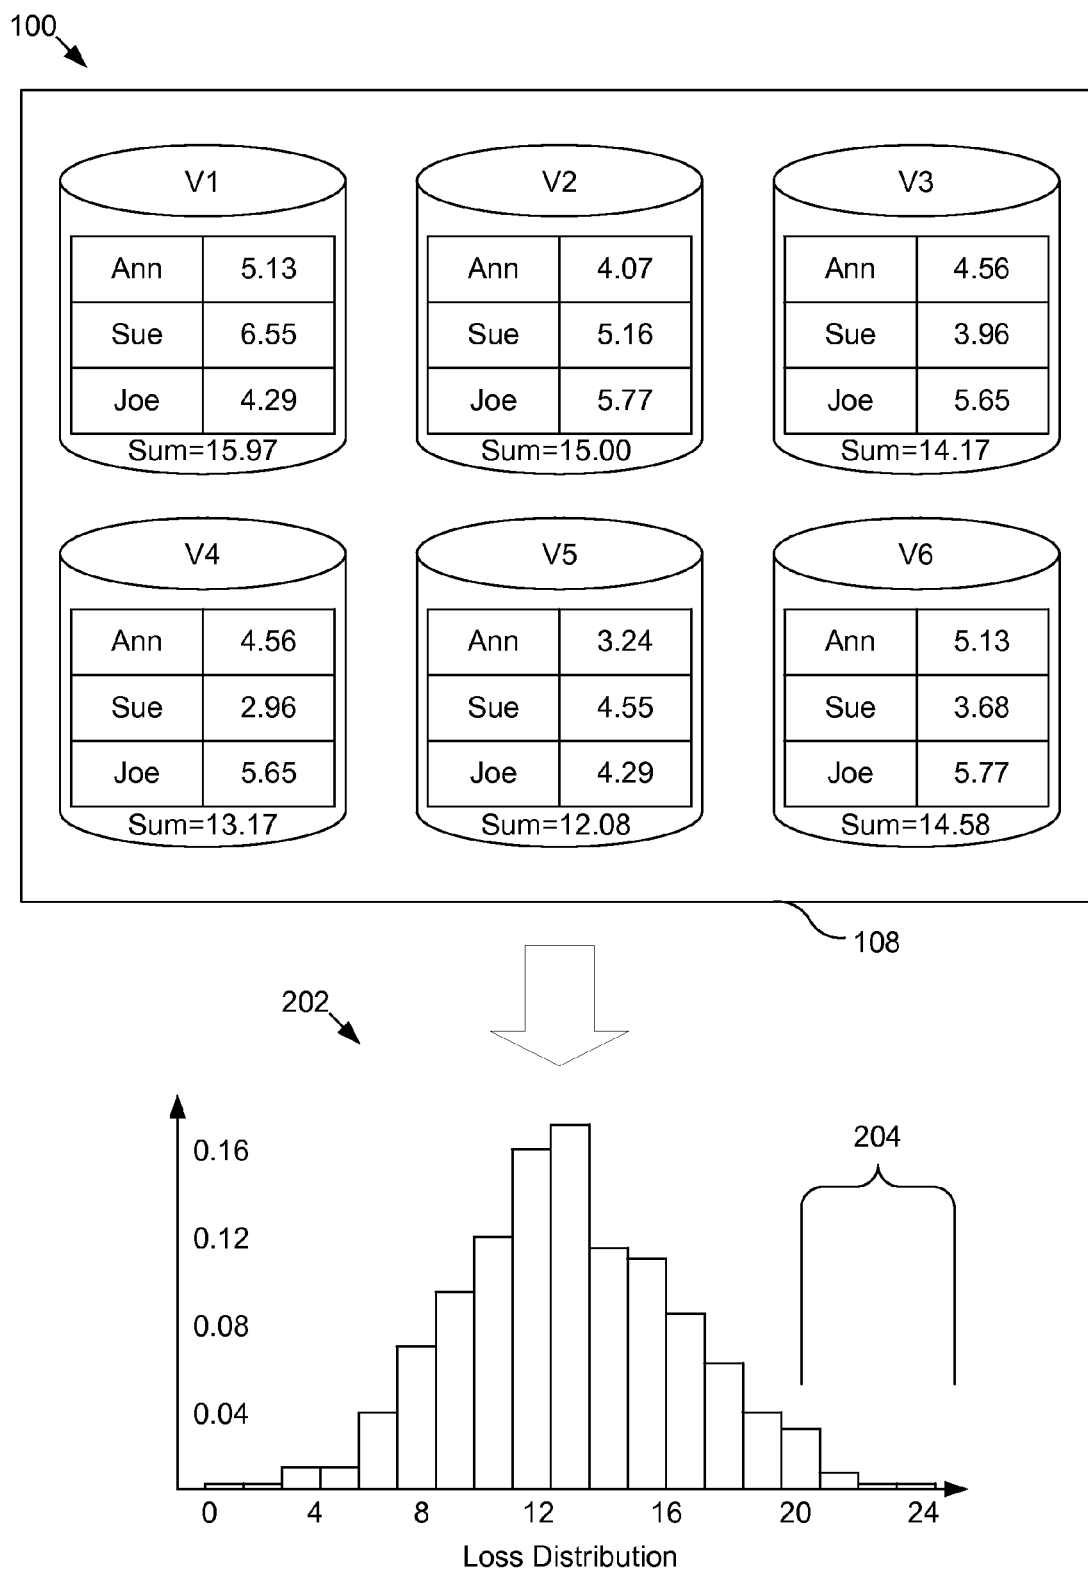 100
V1 V2 V3
Ann 5.13 Ann 4.07 Ann 4.56
Sue 6.55 Sue 5.16 Sue 3.96
Joe 4.29 Joe 5.77 Joe 5.65
Sum=15.97 Sum=15.00 Sum=14.17
V4 V5 V6
Ann 4.56 Ann 3.24 Ann 5.13
Sue 2.96 Sue 4.55 Sue 3.68
Joe 5.65 Joe 4.29 Joe 5.77
Sum=13.17 Sum=12.08 Sum=14.58
108
202
204
0.16
0.12
0.08
0.04
0 4 8 12 16 20 24
Loss Distribution